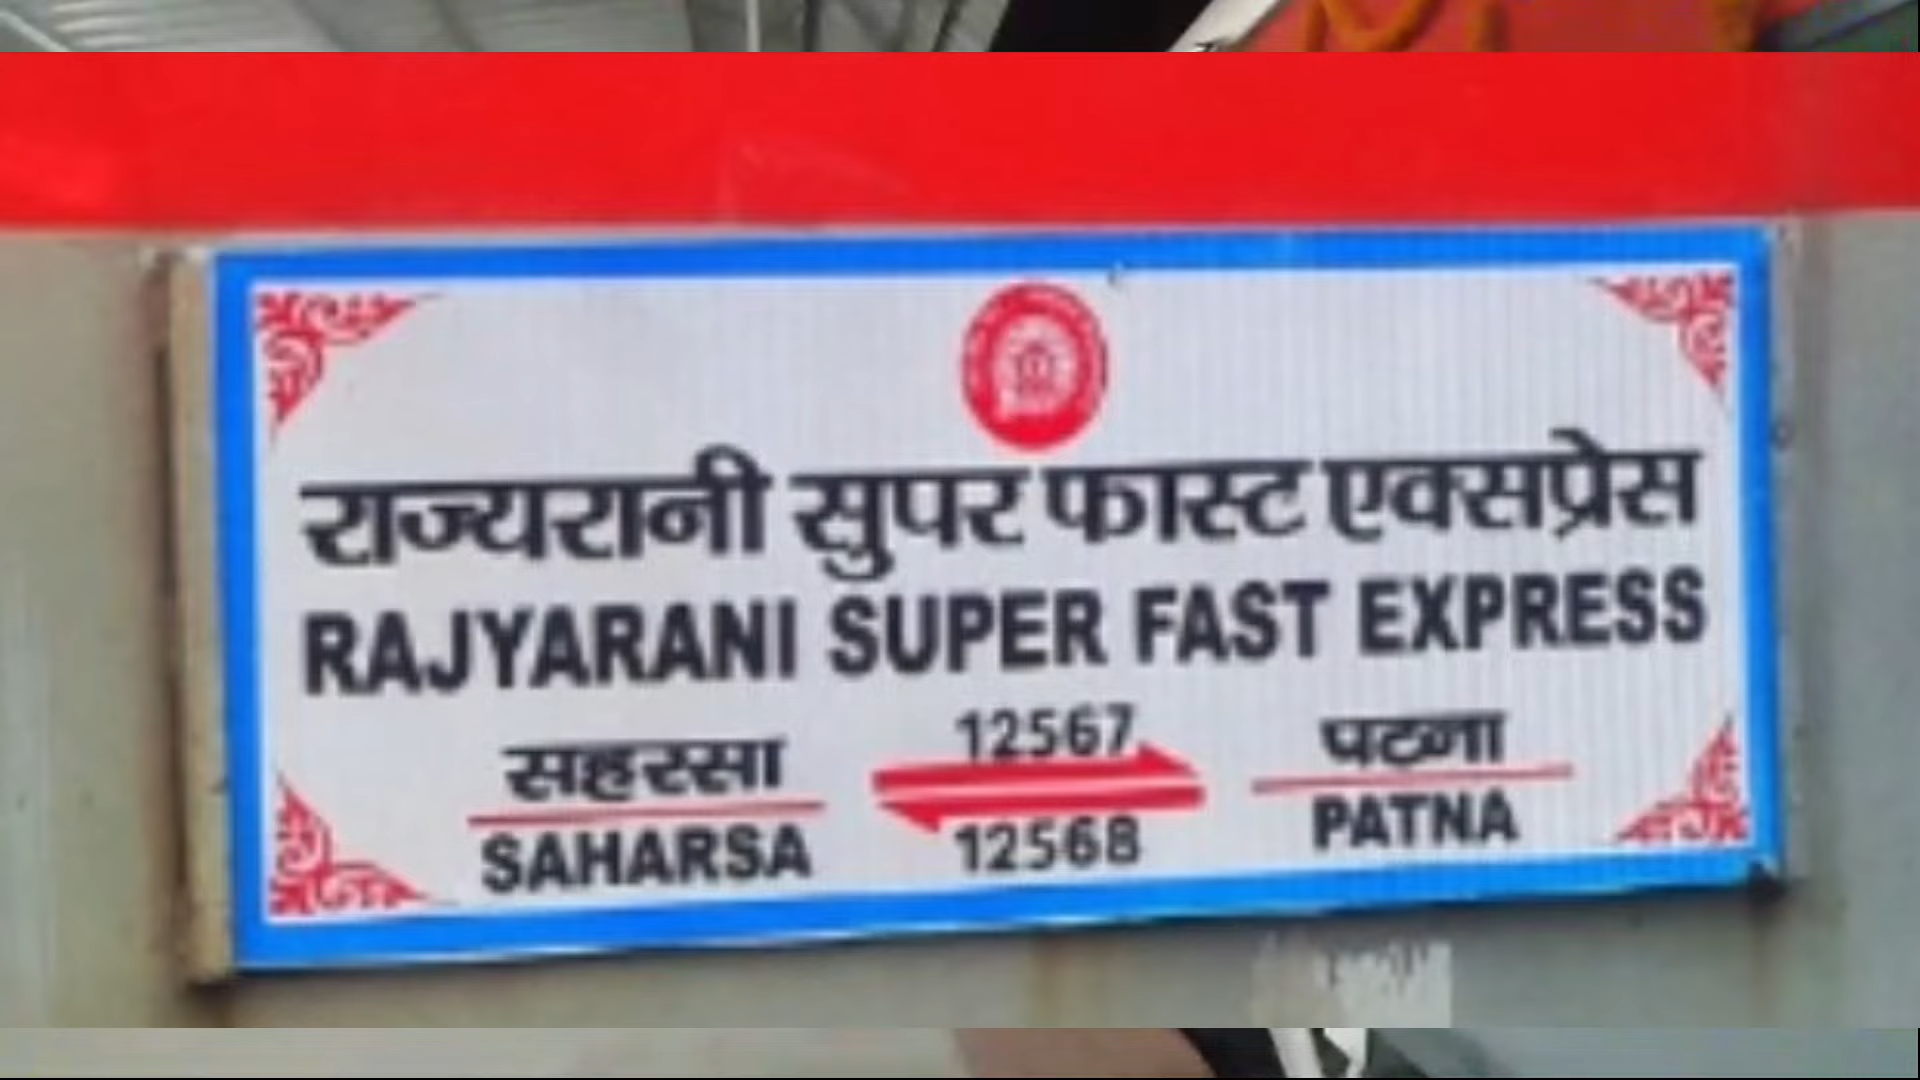 राज्यरानी सुपर फास्ट एक्सप्रेस
RAJYARANI SUPER FAST EXPRESS
सहरसा 12567 पटना
SAHARSA 12568 PATNA